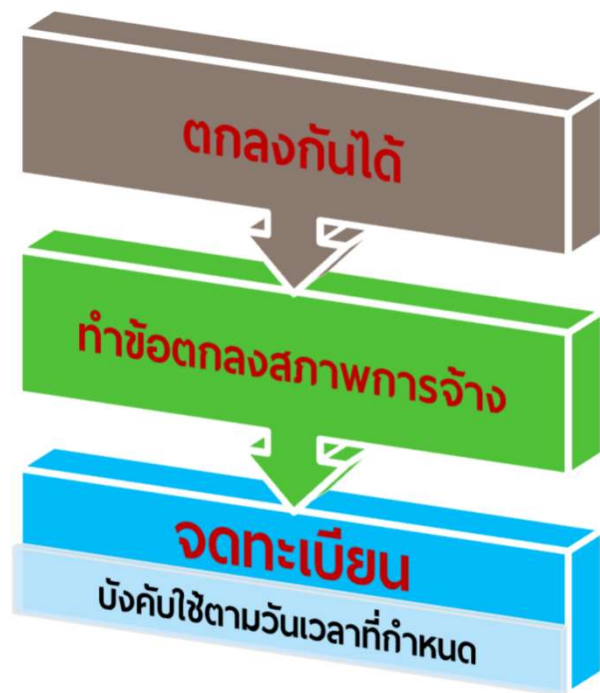 ตกลงกันได้
ทำข้อตกลงสภาพการจ้าง
จดทะเบียน
บังคับใช้ตามวันเวลาที่กำหนด